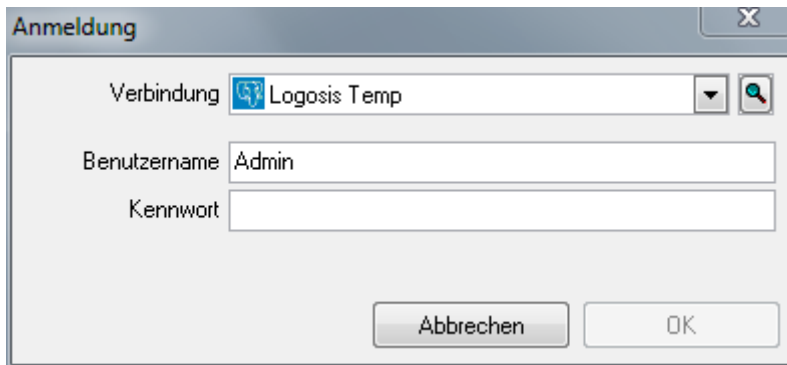 Anmeldung
Verbindung Logosis Temp
Benutzername Admin
Kennwort
Abbrechen OK